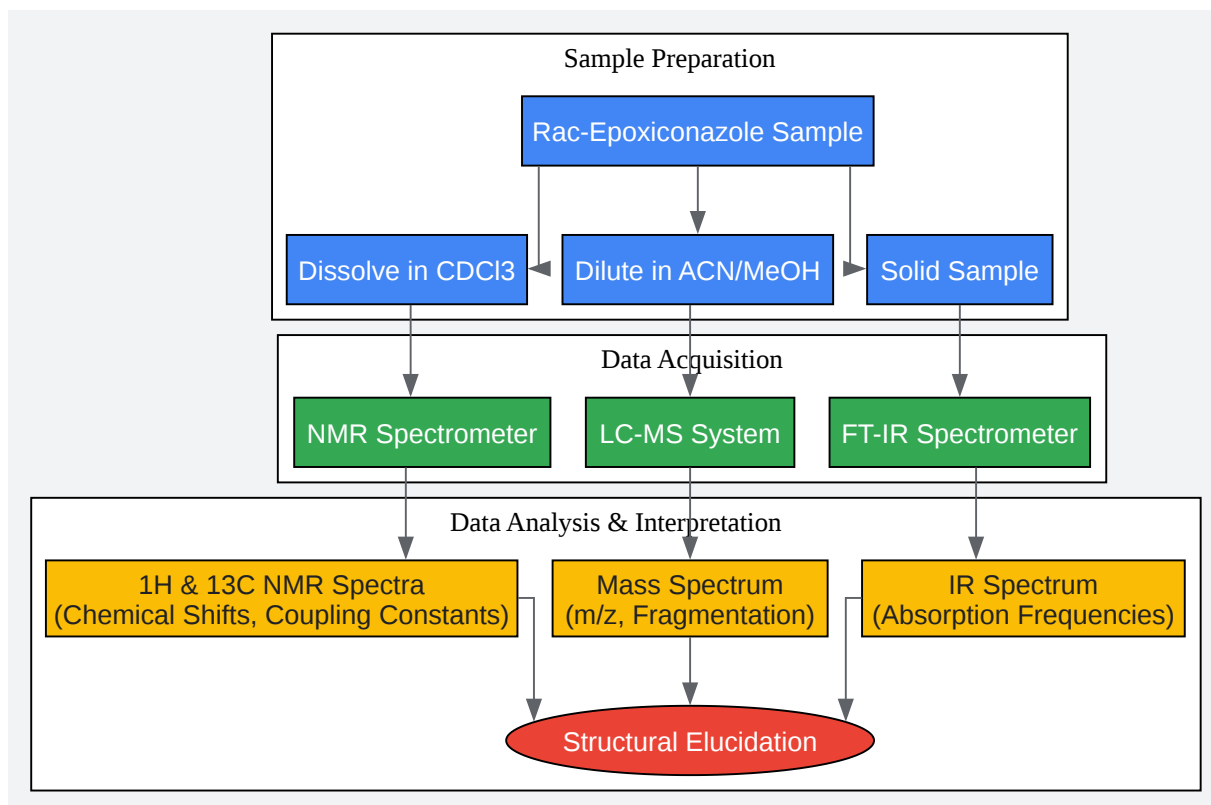 Sample Preparation
Rac-Epoxiconazole Sample
Dissolve in CDCl3
Dilute in ACN/MeOH
Solid Sample
Data Acquisition
NMR Spectrometer
LC-MS System
FT-IR Spectrometer
Data Analysis & Interpretation
1H & 13C NMR Spectra
(Chemical Shifts, Coupling Constants)
Mass Spectrum
(m/z, Fragmentation)
IR Spectrum
(Absorption Frequencies)
Structural Elucidation